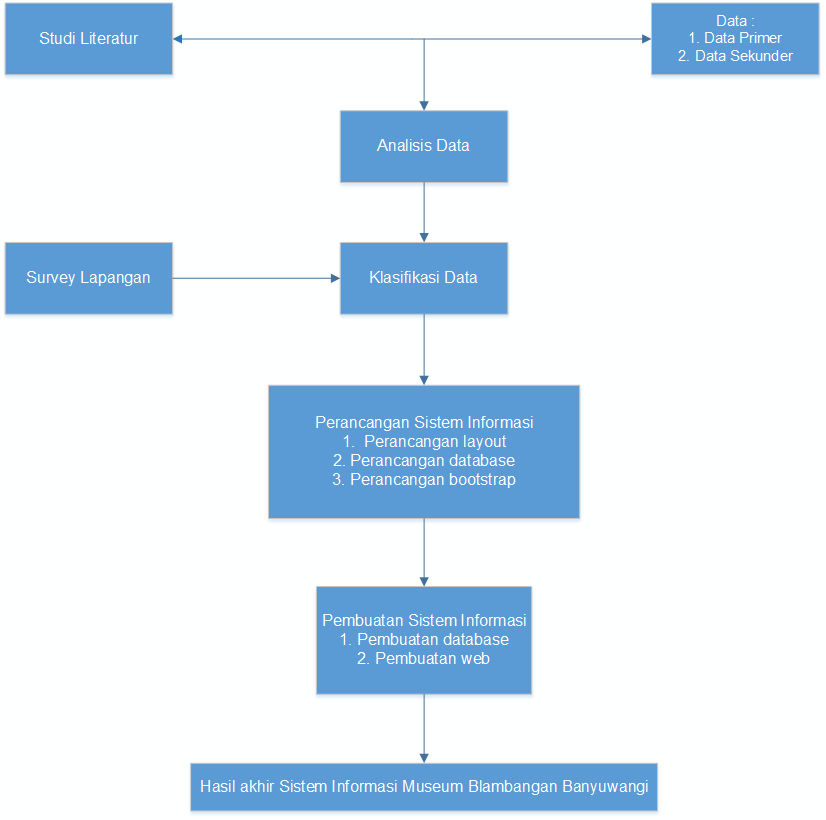 Studi Literatur
Data :
1. Data Primer
2. Data Sekunder
Analisis Data
Survey Lapangan
Klasifikasi Data
Perancangan Sistem Informasi
1. Perancangan layout
2. Perancangan database
3. Perancangan bootstrap
Pembuatan Sistem Informasi
1. Pembuatan database
2. Pembuatan web
Hasil akhir Sistem Informasi Museum Blambangan Banyuwangi